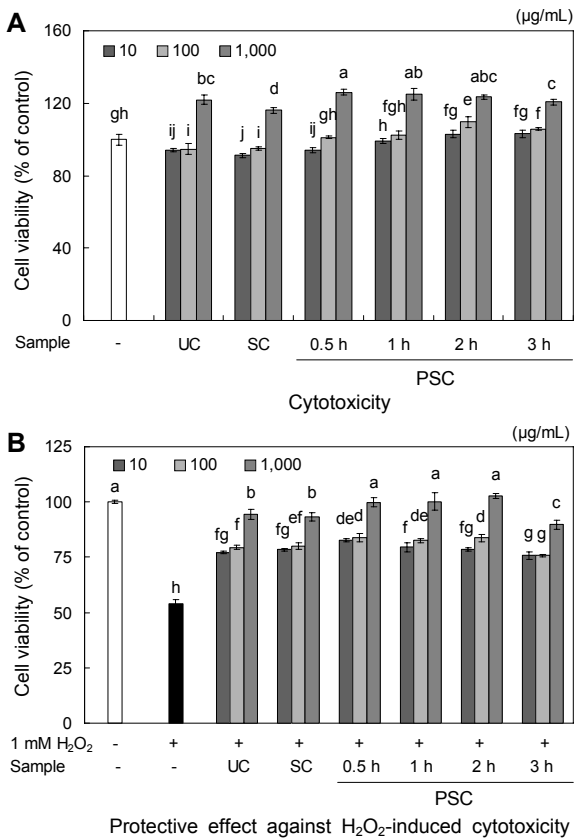 A
(µg/mL)
160
10 100 1,000
120
80
40
0
Cell viability (% of control)
gh
ij i bc
j i d
ij gh a
h fgh ab
fg e abc
fg f c
Sample - UC SC 0.5 h 1 h 2 h 3 h
PSC
Cytotoxicity
B
(µg/mL)
125
10 100 1,000
100
75
50
25
0
Cell viability (% of control)
a
h
fg f b
fg ef b
de d a
f de a
fg d a
g g c
1 mM H₂O₂ - + + + + + + +
Sample - - UC SC 0.5 h 1 h 2 h 3 h
PSC
Protective effect against H₂O₂-induced cytotoxicity